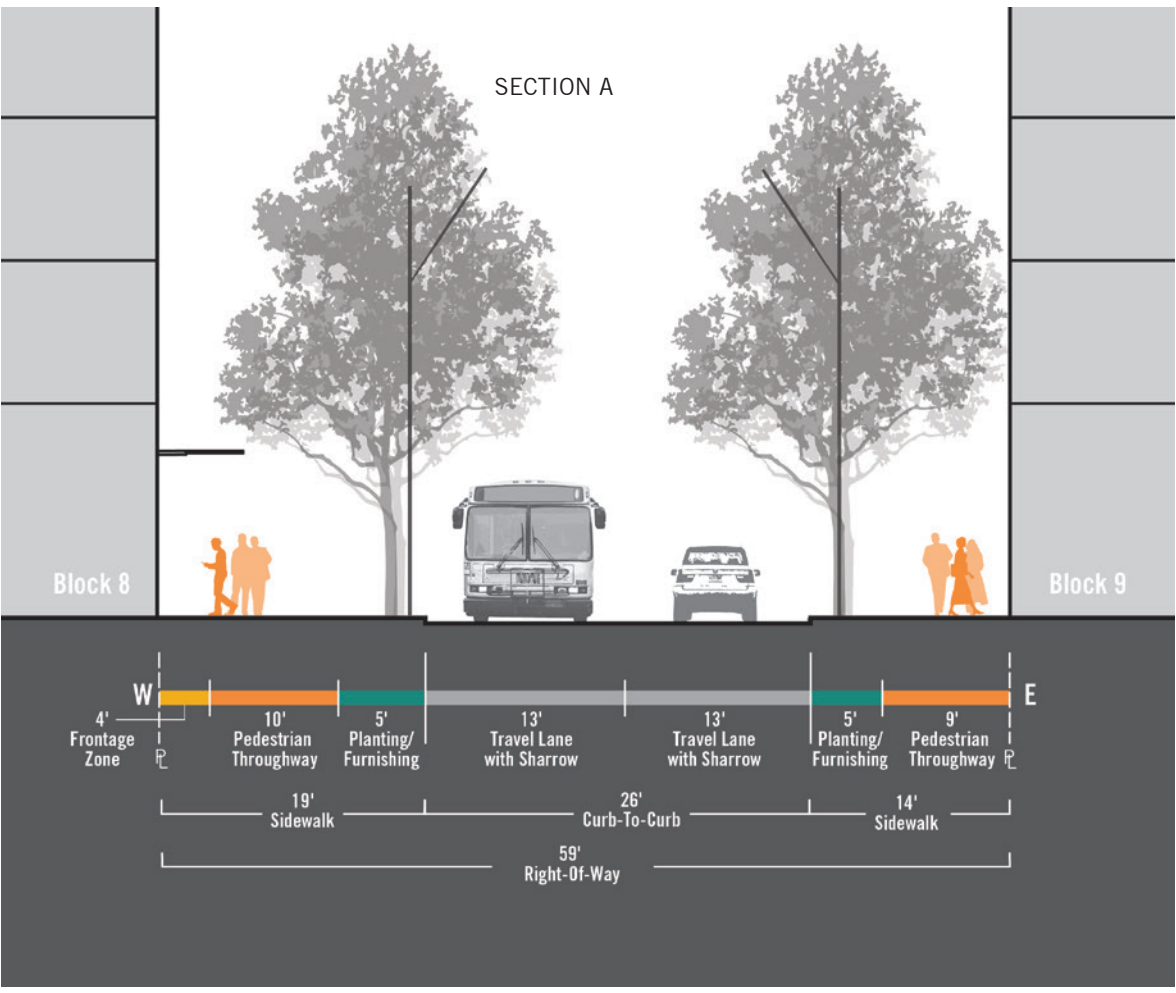 SECTION A
Block 8
Block 9
W
E
4'
Frontage
Zone
10'
Pedestrian
Throughway
5'
Planting/
Furnishing
13'
Travel Lane
with Sharrow
13'
Travel Lane
with Sharrow
5'
Planting/
Furnishing
9'
Pedestrian
Throughway
PL
PL
19'
Sidewalk
26'
Curb-To-Curb
14'
Sidewalk
59'
Right-Of-Way